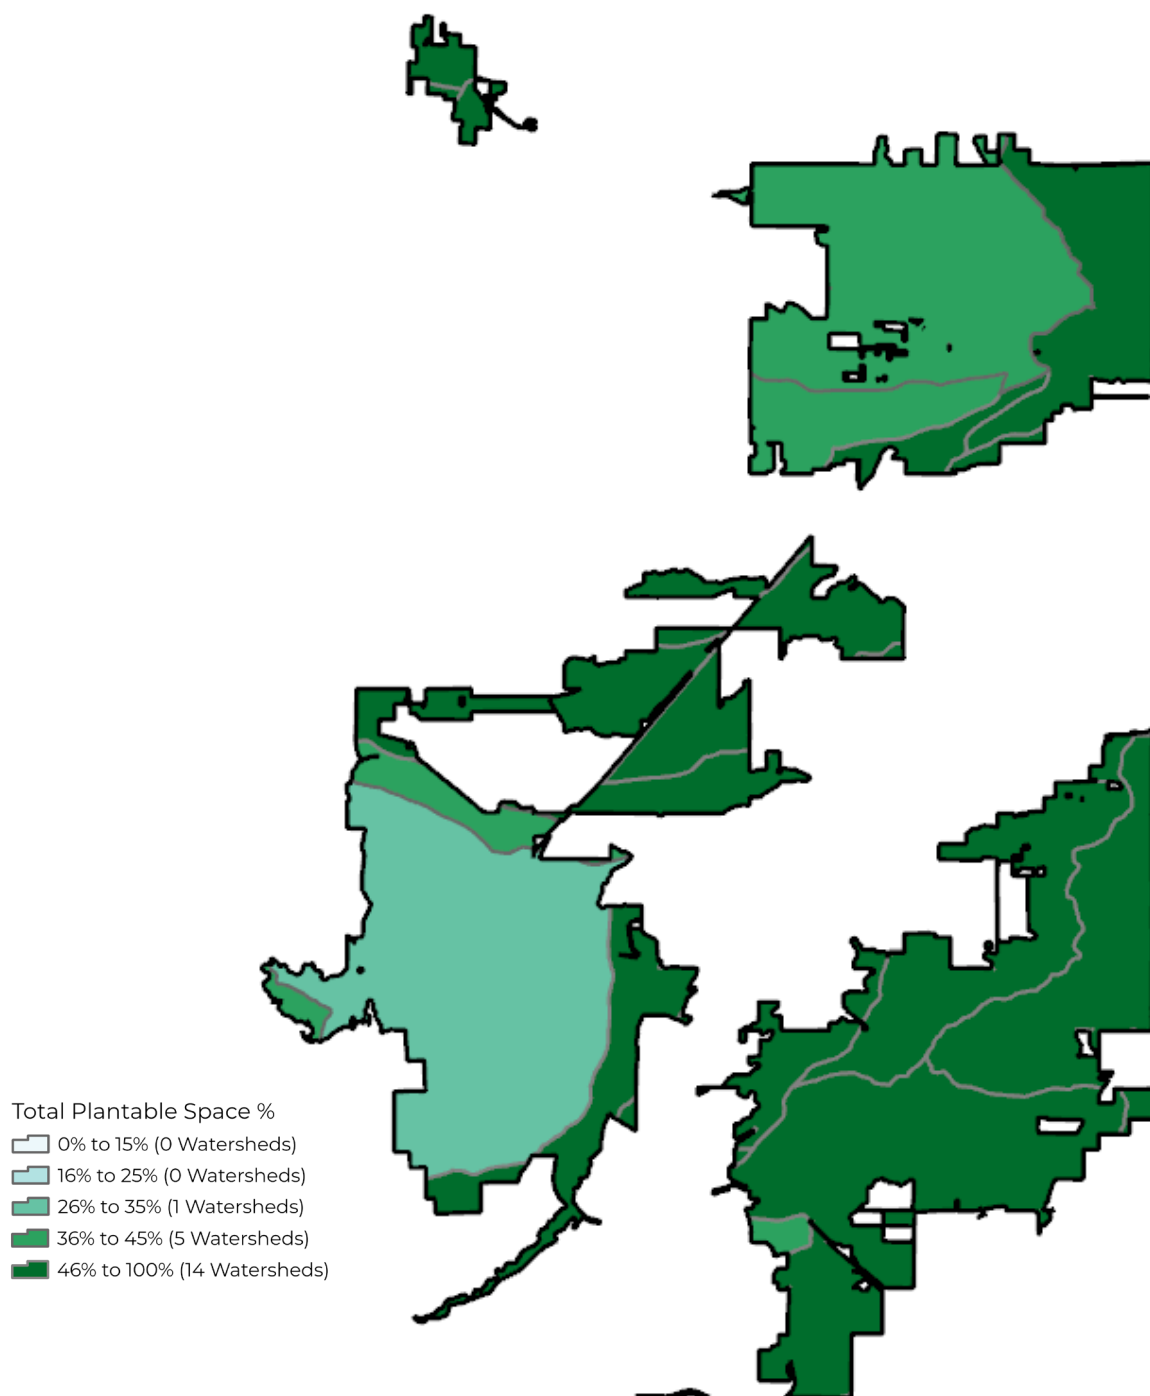 Total Plantable Space %
0% to 15% (0 Watersheds)
16% to 25% (0 Watersheds)
26% to 35% (1 Watersheds)
36% to 45% (5 Watersheds)
46% to 100% (14 Watersheds)